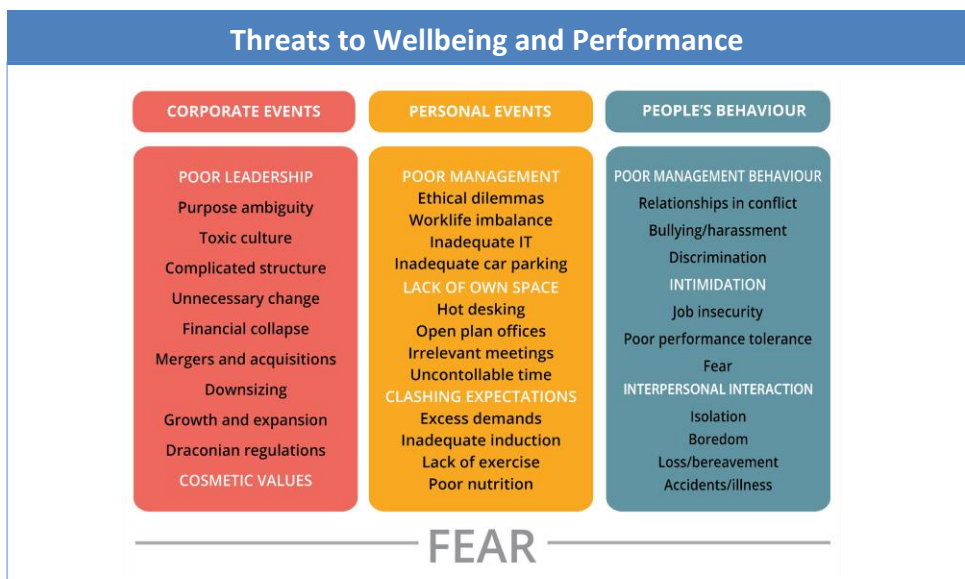 Threats to Wellbeing and Performance
CORPORATE EVENTS
POOR LEADERSHIP
Purpose ambiguity
Toxic culture
Complicated structure
Unnecessary change
Financial collapse
Mergers and acquisitions
Downsizing
Growth and expansion
Draconian regulations
COSMETIC VALUES
PERSONAL EVENTS
POOR MANAGEMENT
Ethical dilemmas
Worklife imbalance
Inadequate IT
Inadequate car parking
LACK OF OWN SPACE
Hot desking
Open plan offices
Irrelevant meetings
Uncontollable time
CLASHING EXPECTATIONS
Excess demands
Inadequate induction
Lack of exercise
Poor nutrition
PEOPLE'S BEHAVIOUR
POOR MANAGEMENT BEHAVIOUR
Relationships in conflict
Bullying/harassment
Discrimination
INTIMIDATION
Job insecurity
Poor performance tolerance
Fear
INTERPERSONAL INTERACTION
Isolation
Boredom
Loss/bereavement
Accidents/illness
FEAR